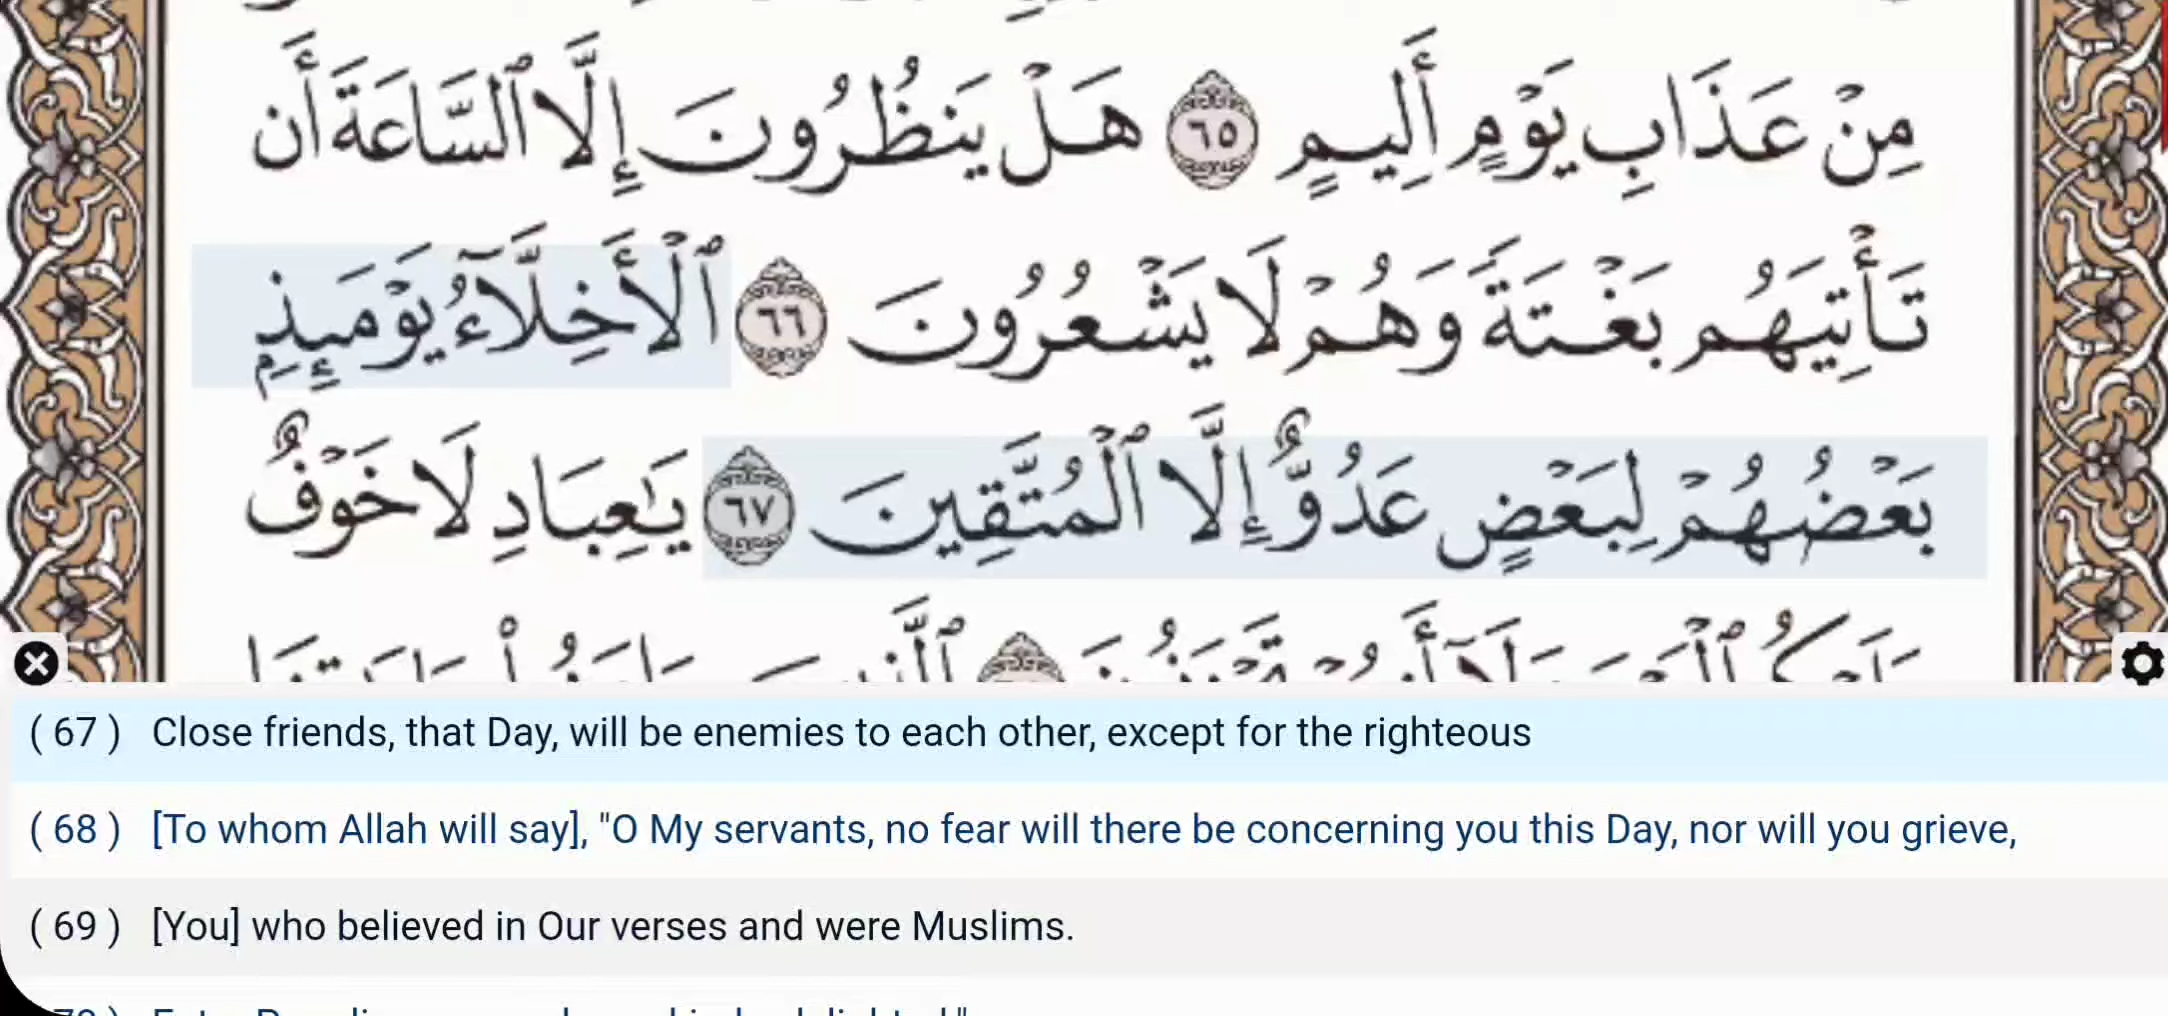 مِنْ عَذَابِ يَوْمٍ أَلِيمٍ ٦٥ هَلْ يَنظُرُونَ إِلَّا ٱلسَّاعَةَ أَن
تَأْتِيَهُم بَغْتَةً وَهُمْ لَا يَشْعُرُونَ ٦٦ ٱلْأَخِلَّآءُ يَوْمَئِذٍۭ
بَعْضُهُمْ لِبَعْضٍ عَدُوٌّ إِلَّا ٱلْمُتَّقِينَ ٦٧ يَٰعِبَادِ لَا خَوْفٌ
( 67 ) Close friends, that Day, will be enemies to each other, except for the righteous
( 68 ) [To whom Allah will say], "O My servants, no fear will there be concerning you this Day, nor will you grieve,
( 69 ) [You] who believed in Our verses and were Muslims.